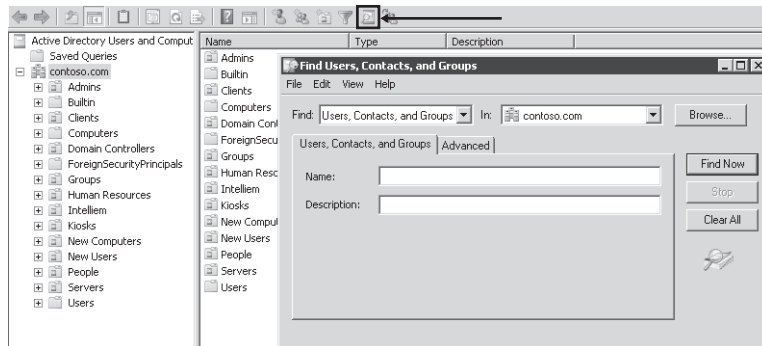 Active Directory Users and Comput
Saved Queries
contoso.com
Admins
Builtin
Clients
Computers
Domain Controllers
ForeignSecurityPrincipals
Groups
Human Resources
Intelliem
Kiosks
New Computers
New Users
People
Servers
Users
Name Type Description
Admins
Builtin
Clients
Computers
Domain Cont
ForeignSecu
Groups
Human Resc
Intelliem
Kiosks
New Comput
New Users
People
Servers
Users
Find Users, Contacts, and Groups
File Edit View Help
Find: Users, Contacts, and Groups In: contoso.com Browse...
Users, Contacts, and Groups Advanced
Name:
Description:
Find Now
Stop
Clear All